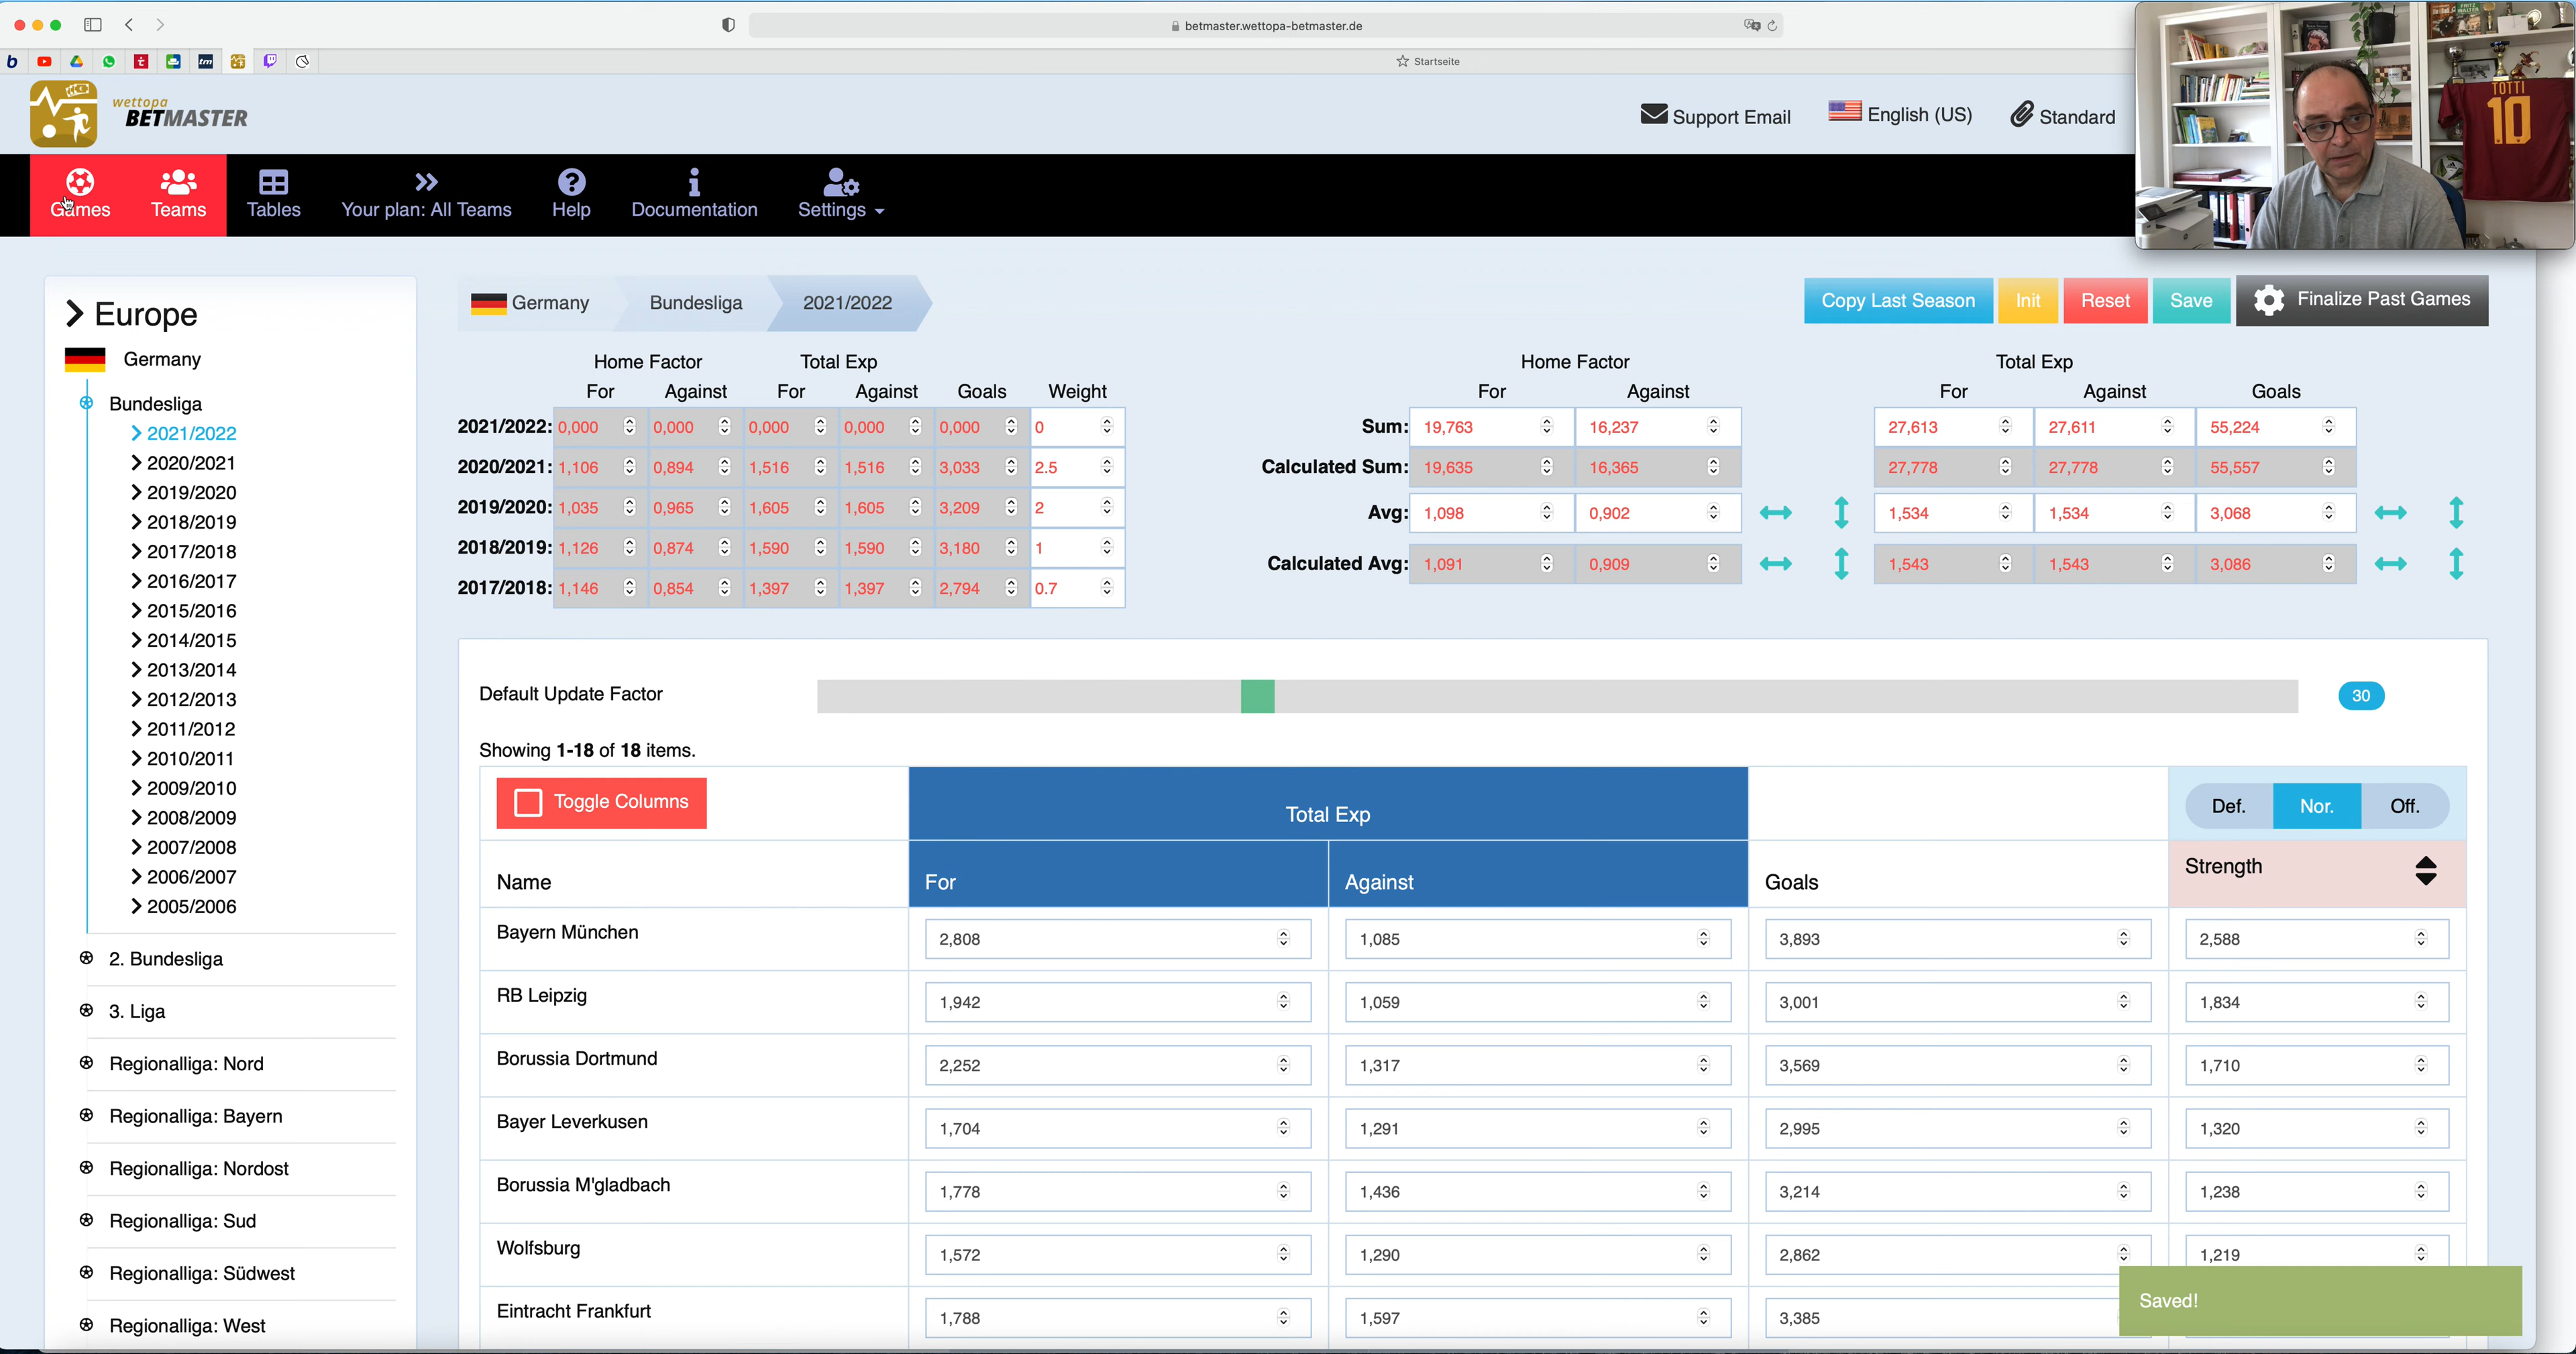 betmaster.wettopa-betmaster.de
Startseite
wettopa
BETMASTER
Support Email
English (US)
Standard
TOTTI
10
Games
Teams
Tables
Your plan: All Teams
Help
Documentation
Settings
Europe
Germany
Bundesliga
2021/2022
2020/2021
2019/2020
2018/2019
2017/2018
2016/2017
2015/2016
2014/2015
2013/2014
2012/2013
2011/2012
2010/2011
2009/2010
2008/2009
2007/2008
2006/2007
2005/2006
2. Bundesliga
3. Liga
Regionalliga: Nord
Regionalliga: Bayern
Regionalliga: Nordost
Regionalliga: Sud
Regionalliga: Südwest
Regionalliga: West
Germany Bundesliga 2021/2022
Copy Last Season Init Reset Save Finalize Past Games
Home Factor Total Exp
For Against For Against Goals Weight
2021/2022: 0,000 0,000 0,000 0,000 0,000 0
2020/2021: 1,106 0,894 1,516 1,516 3,033 2.5
2019/2020: 1,035 0,965 1,605 1,605 3,209 2
2018/2019: 1,126 0,874 1,590 1,590 3,180 1
2017/2018: 1,146 0,854 1,397 1,397 2,794 0.7
Home Factor Total Exp
For Against For Against Goals
Sum: 19,763 16,237 27,613 27,611 55,224
Calculated Sum: 19,635 16,365 27,778 27,778 55,557
Avg: 1,098 0,902 1,534 1,534 3,068
Calculated Avg: 1,091 0,909 1,543 1,543 3,086
Default Update Factor 30
Showing 1-18 of 18 items.
Toggle Columns Total Exp Def. Nor. Off.
Name For Against Goals Strength
Bayern München 2,808 1,085 3,893 2,588
RB Leipzig 1,942 1,059 3,001 1,834
Borussia Dortmund 2,252 1,317 3,569 1,710
Bayer Leverkusen 1,704 1,291 2,995 1,320
Borussia M'gladbach 1,778 1,436 3,214 1,238
Wolfsburg 1,572 1,290 2,862 1,219
Eintracht Frankfurt 1,788 1,597 3,385
Saved!